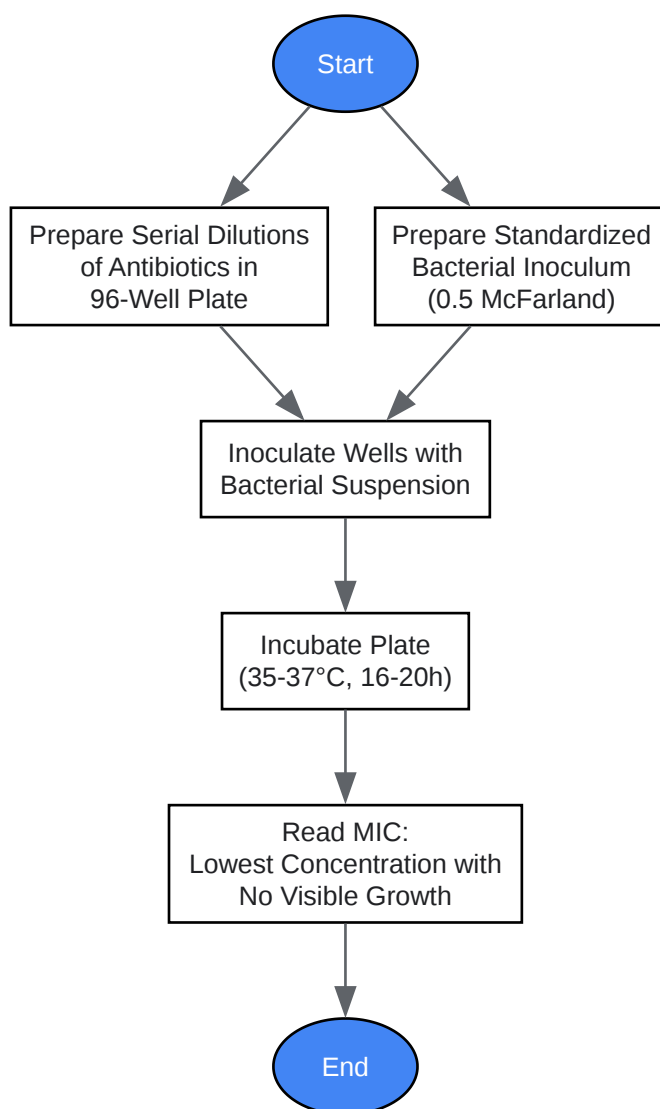 Start
Prepare Serial Dilutions
of Antibiotics in
96-Well Plate
Prepare Standardized
Bacterial Inoculum
(0.5 McFarland)
Inoculate Wells with
Bacterial Suspension
Incubate Plate
(35-37°C, 16-20h)
Read MIC:
Lowest Concentration with
No Visible Growth
End